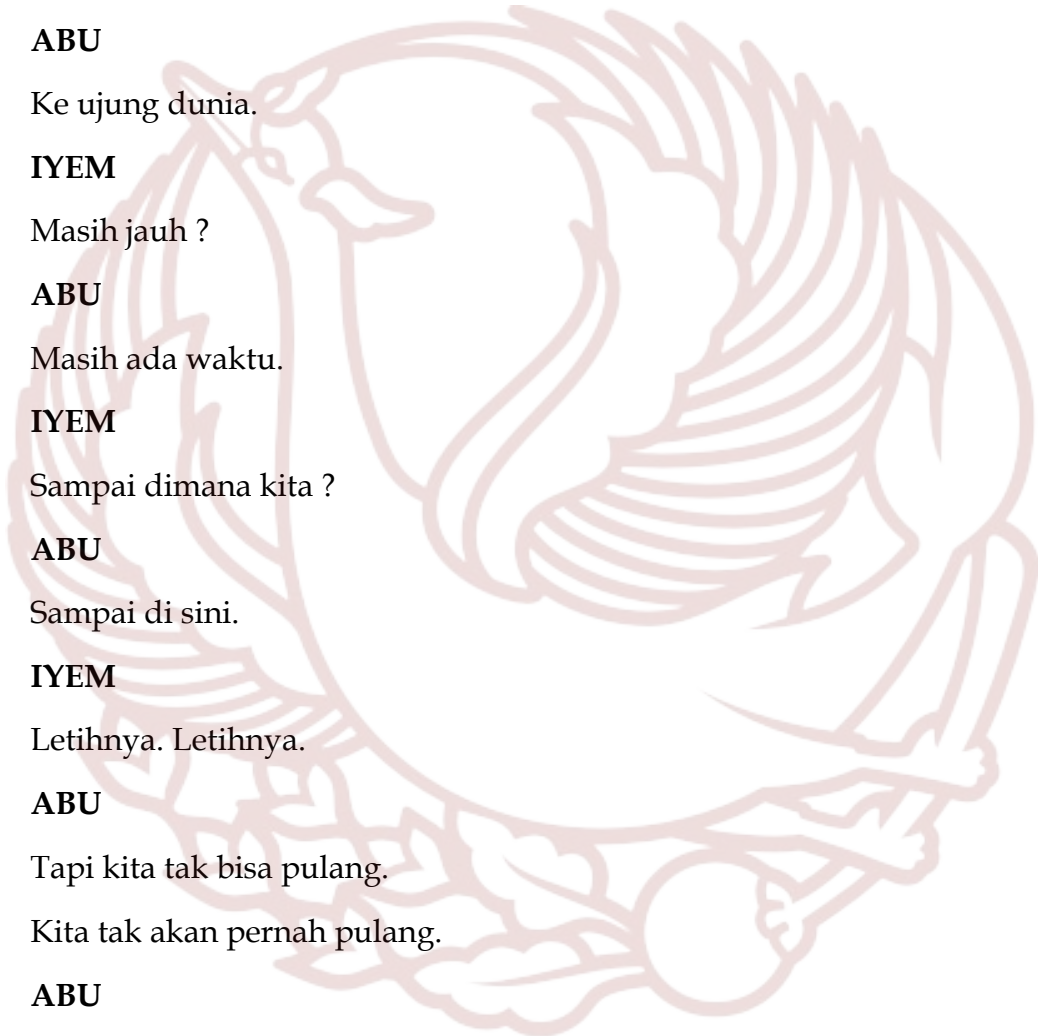 ABU
Ke ujung dunia.
IYEM
Masih jauh ?
ABU
Masih ada waktu.
IYEM
Sampai dimana kita ?
ABU
Sampai di sini.
IYEM
Letihnya. Letihnya.
ABU
Tapi kita tak bisa pulang.
Kita tak akan pernah pulang.
ABU